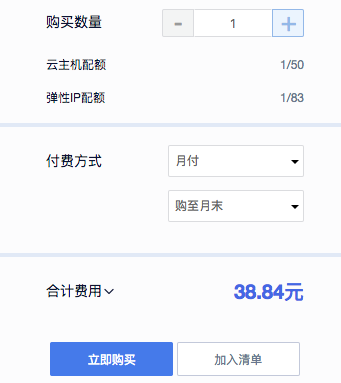 购买数量 - 1 +
云主机配额 1/50
弹性IP配额 1/83
付费方式 月付
购至月末
合计费用 38.84元
立即购买 加入清单